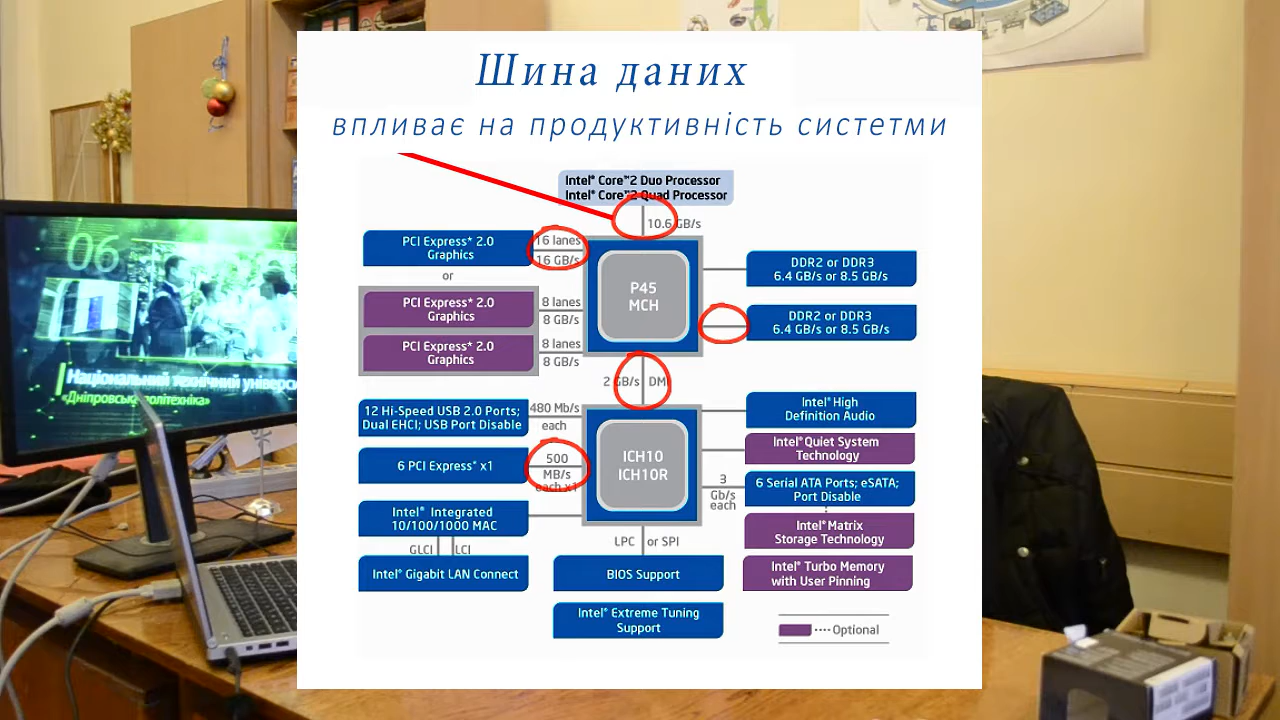 Шина даних
впливає на продуктивність систетми
Intel® Core™2 Duo Processor
Intel® Core™2 Quad Processor
10.6 GB/s
PCI Express* 2.0
Graphics
16 lanes
16 GB/s
or
PCI Express* 2.0
Graphics
8 lanes
8 GB/s
PCI Express* 2.0
Graphics
8 lanes
8 GB/s
P45
MCH
DDR2 or DDR3
6.4 GB/s or 8.5 GB/s
DDR2 or DDR3
6.4 GB/s or 8.5 GB/s
2 GB/s DMI
12 Hi-Speed USB 2.0 Ports;
Dual EHCI; USB Port Disable
480 Mb/s
each
6 PCI Express* x1
500
MB/s
each x1
Intel® Integrated
10/100/1000 MAC
GLCI LCI
Intel® Gigabit LAN Connect
ICH10
ICH10R
Intel® High
Definition Audio
Intel® Quiet System
Technology
3
Gb/s
each
6 Serial ATA Ports; eSATA;
Port Disable
Intel® Matrix
Storage Technology
Intel® Turbo Memory
with User Pinning
LPC or SPI
BIOS Support
Intel® Extreme Tuning
Support
Optional
06
Національний технічний універс
«Дніпровська політехніка»